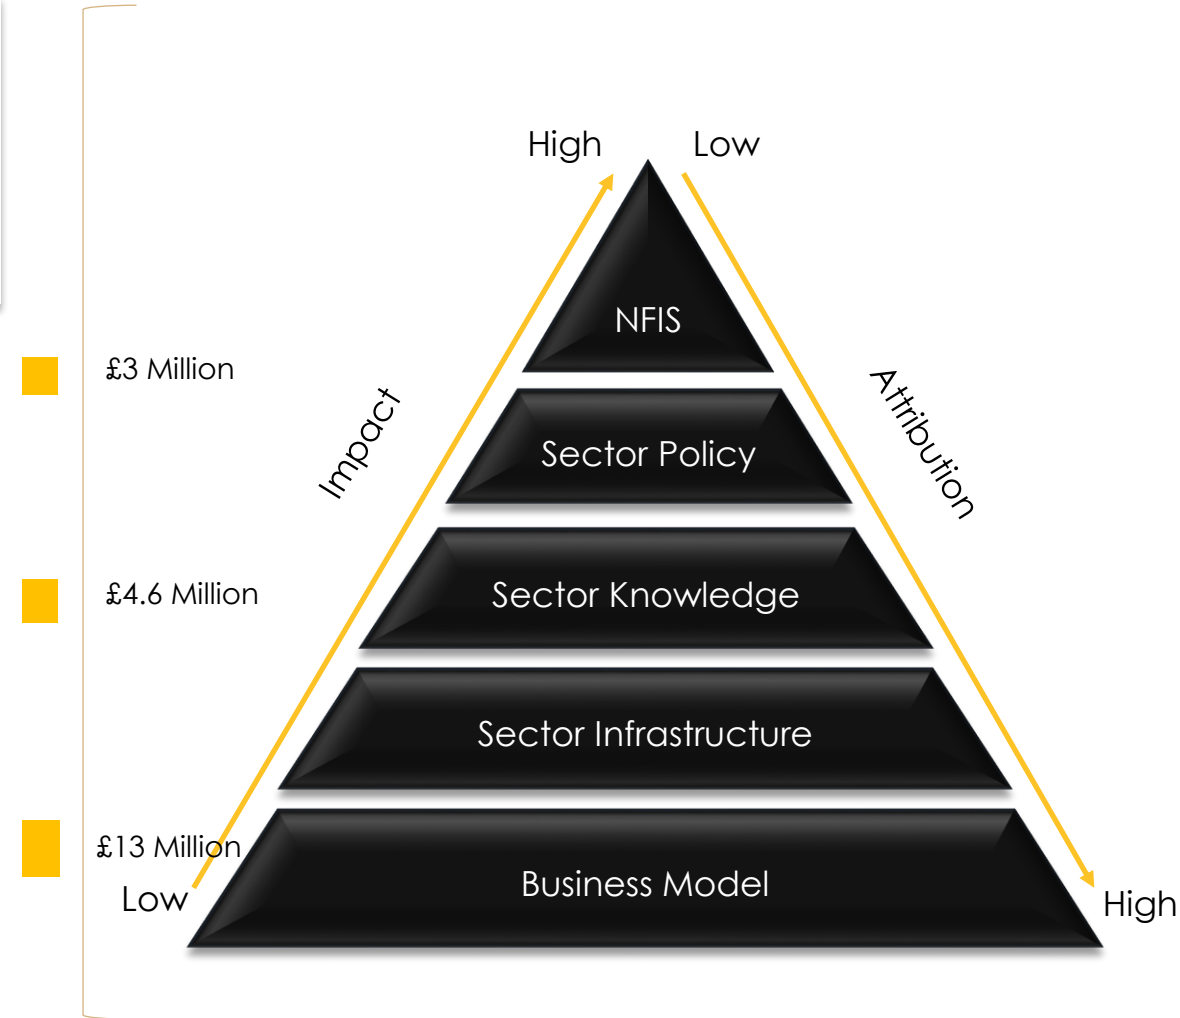 High
Low
NFIS
£3 Million
Impact
Attribution
Sector Policy
£4.6 Million
Sector Knowledge
Sector Infrastructure
£13 Million
Low
Business Model
High